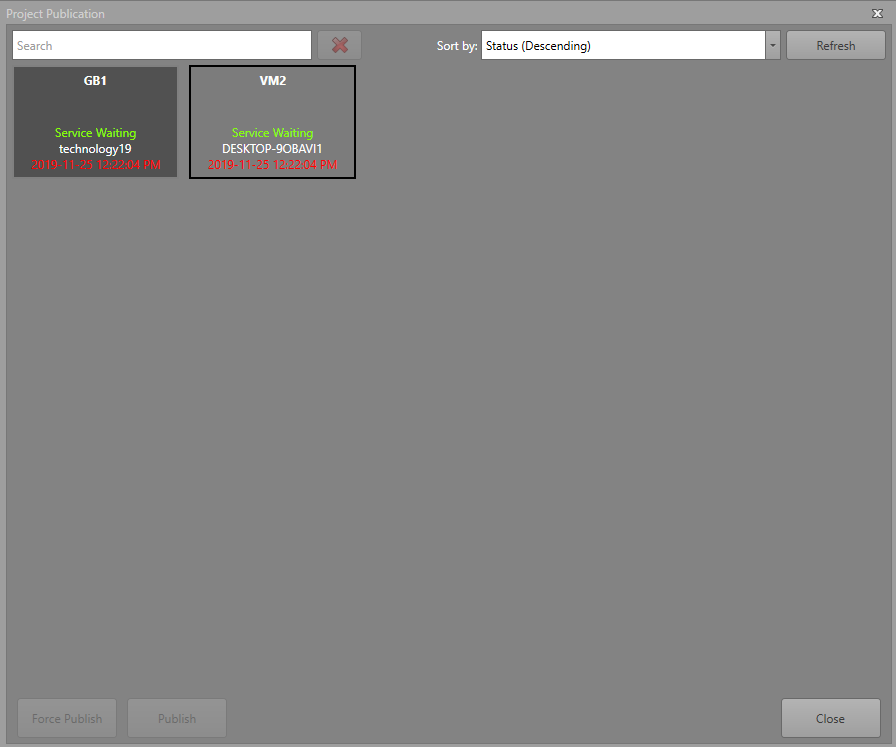 Project Publication
Search
Sort by: Status (Descending)
Refresh
GB1
Service Waiting
technology19
2019-11-25 12:22:04 PM
VM2
Service Waiting
DESKTOP-9OBAVI1
2019-11-25 12:22:04 PM
Force Publish
Publish
Close